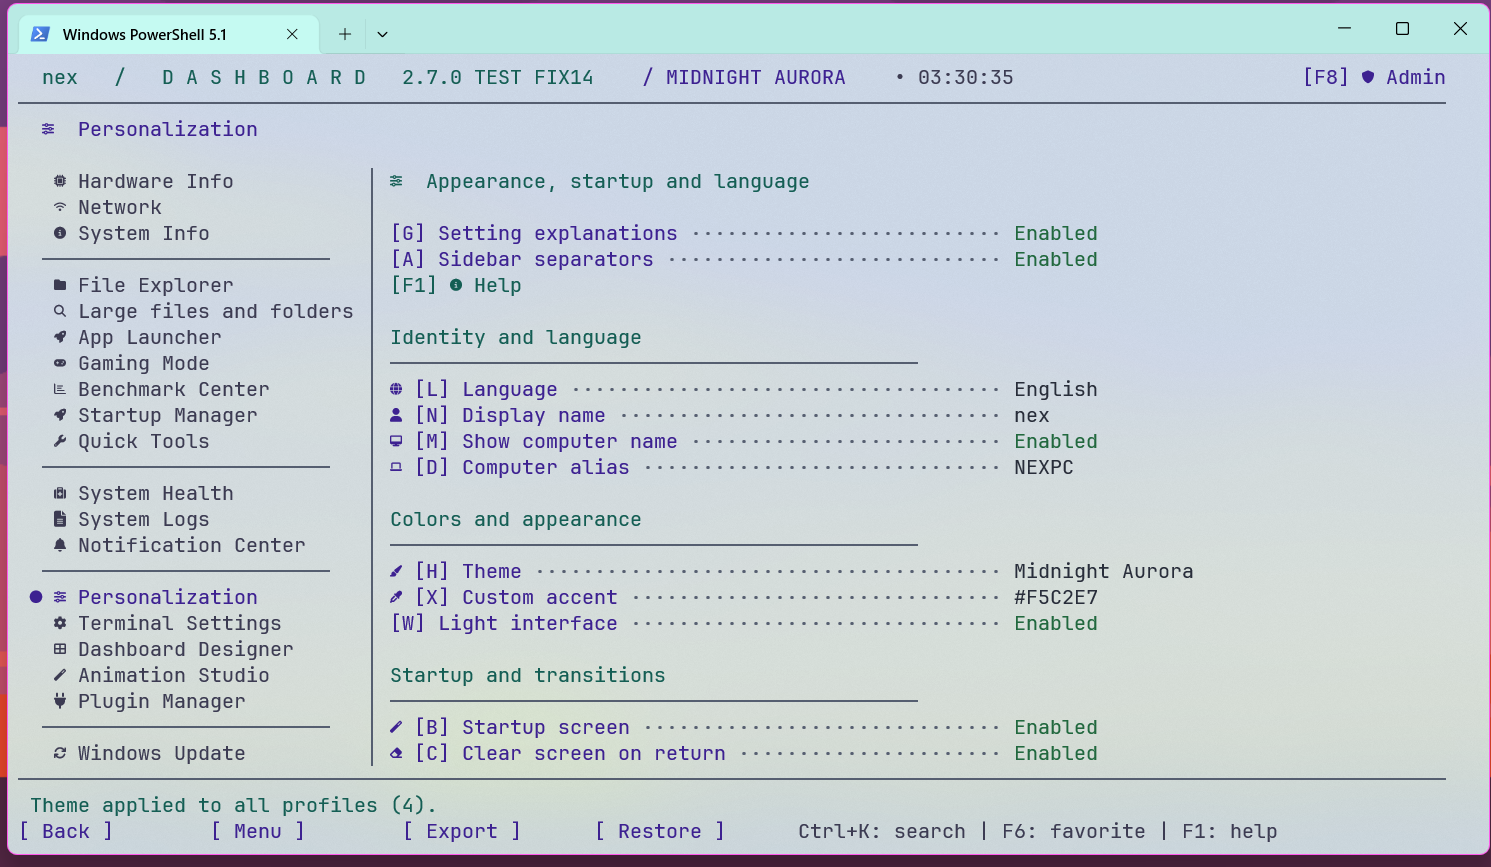 Windows PowerShell 5.1
nex / D A S H B O A R D 2.7.0 TEST FIX14 / MIDNIGHT AURORA • 03:30:35 [F8] Admin
Personalization
Hardware Info
Network
System Info
File Explorer
Large files and folders
App Launcher
Gaming Mode
Benchmark Center
Startup Manager
Quick Tools
System Health
System Logs
Notification Center
Personalization
Terminal Settings
Dashboard Designer
Animation Studio
Plugin Manager
Windows Update
Appearance, startup and language
[G] Setting explanations ·························· Enabled
[A] Sidebar separators ···························· Enabled
[F1] Help
Identity and language
[L] Language ···································· English
[N] Display name ································ nex
[M] Show computer name ·························· Enabled
[D] Computer alias ······························ NEXPC
Colors and appearance
[H] Theme ······································· Midnight Aurora
[X] Custom accent ······························· #F5C2E7
[W] Light interface ······························· Enabled
Startup and transitions
[B] Startup screen ······························ Enabled
[C] Clear screen on return ······················ Enabled
Theme applied to all profiles (4).
[ Back ] [ Menu ] [ Export ] [ Restore ] Ctrl+K: search | F6: favorite | F1: help